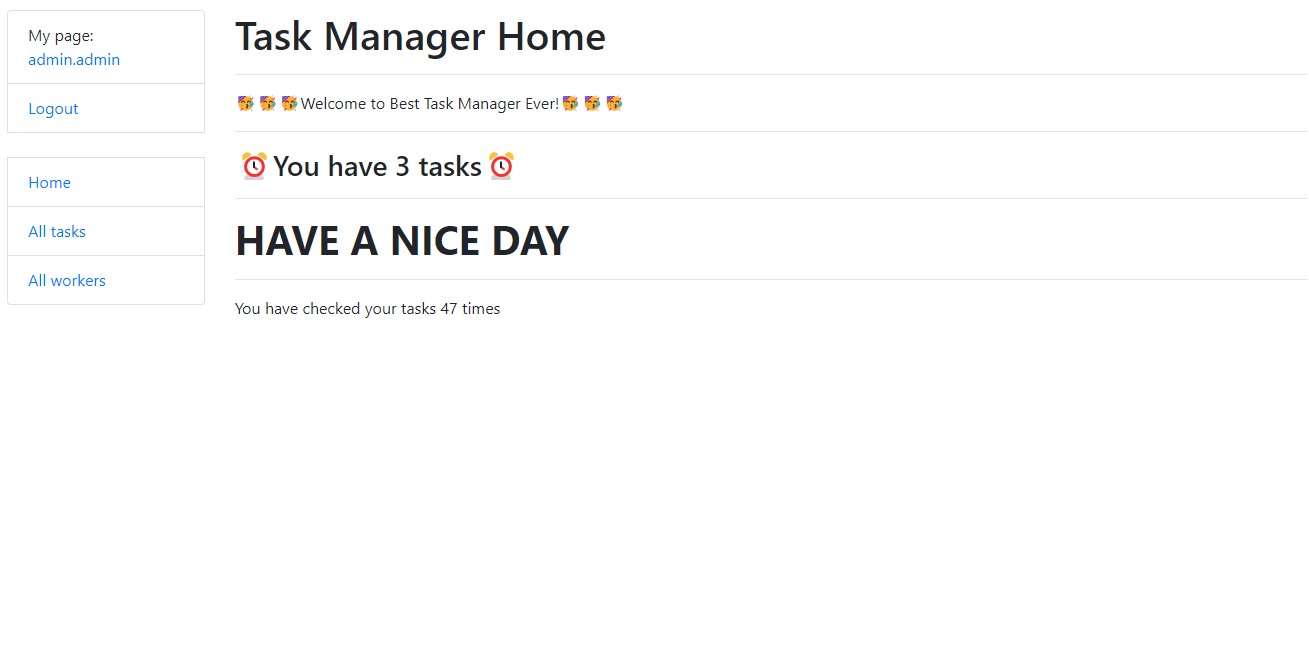 My page:
admin.admin
Logout
Home
All tasks
All workers
Task Manager Home
🥳🥳🥳Welcome to Best Task Manager Ever!🥳🥳🥳
⏰You have 3 tasks⏰
HAVE A NICE DAY
You have checked your tasks 47 times